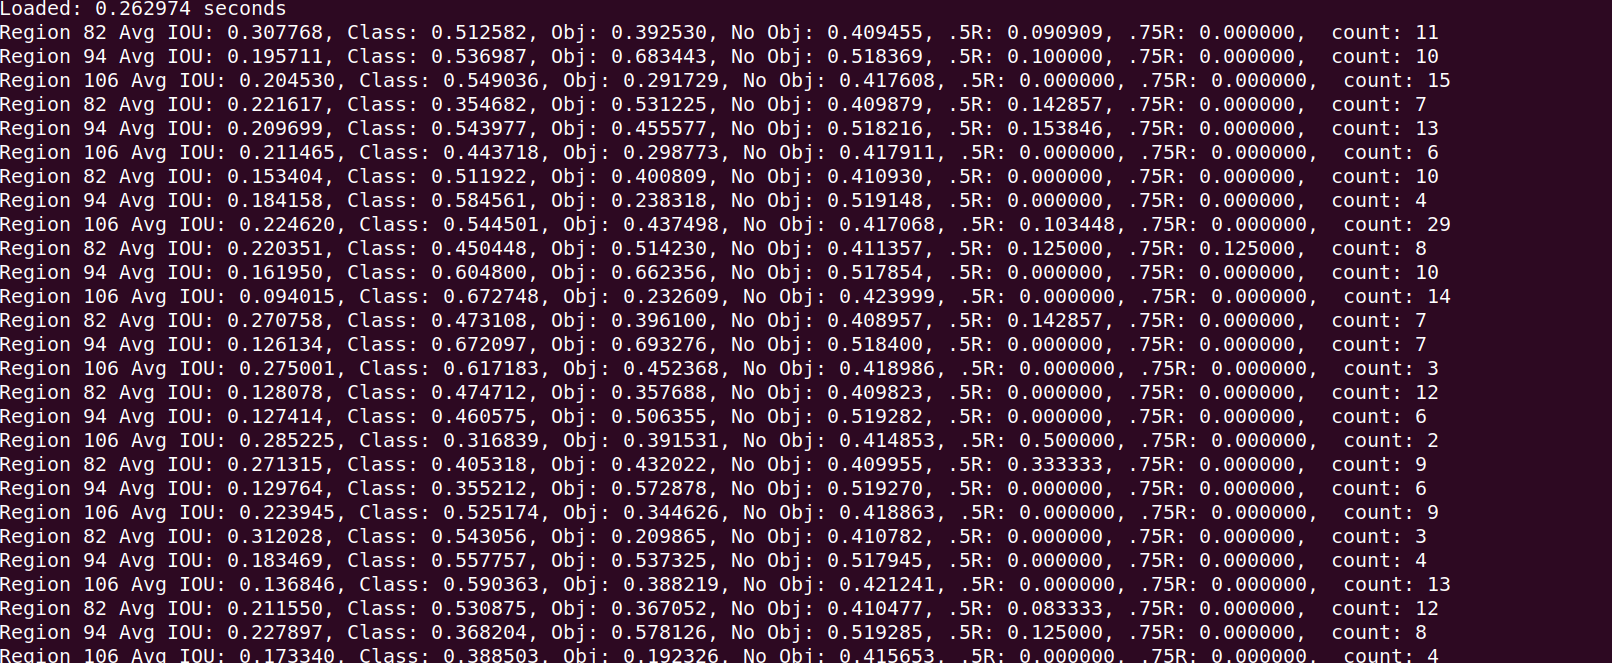 Loaded: 0.262974 seconds
Region 82 Avg IOU: 0.307768, Class: 0.512582, Obj: 0.392530, No Obj: 0.409455, .5R: 0.090909, .75R: 0.000000,  count: 11
Region 94 Avg IOU: 0.195711, Class: 0.536987, Obj: 0.683443, No Obj: 0.518369, .5R: 0.100000, .75R: 0.000000,  count: 10
Region 106 Avg IOU: 0.204530, Class: 0.549036, Obj: 0.291729, No Obj: 0.417608, .5R: 0.000000, .75R: 0.000000,  count: 15
Region 82 Avg IOU: 0.221617, Class: 0.354682, Obj: 0.531225, No Obj: 0.409879, .5R: 0.142857, .75R: 0.000000,  count: 7
Region 94 Avg IOU: 0.209699, Class: 0.543977, Obj: 0.455577, No Obj: 0.518216, .5R: 0.153846, .75R: 0.000000,  count: 13
Region 106 Avg IOU: 0.211465, Class: 0.443718, Obj: 0.298773, No Obj: 0.417911, .5R: 0.000000, .75R: 0.000000,  count: 6
Region 82 Avg IOU: 0.153404, Class: 0.511922, Obj: 0.400809, No Obj: 0.410930, .5R: 0.000000, .75R: 0.000000,  count: 10
Region 94 Avg IOU: 0.184158, Class: 0.584561, Obj: 0.238318, No Obj: 0.519148, .5R: 0.000000, .75R: 0.000000,  count: 4
Region 106 Avg IOU: 0.224620, Class: 0.544501, Obj: 0.437498, No Obj: 0.417068, .5R: 0.103448, .75R: 0.000000,  count: 29
Region 82 Avg IOU: 0.220351, Class: 0.450448, Obj: 0.514230, No Obj: 0.411357, .5R: 0.125000, .75R: 0.125000,  count: 8
Region 94 Avg IOU: 0.161950, Class: 0.604800, Obj: 0.662356, No Obj: 0.517854, .5R: 0.000000, .75R: 0.000000,  count: 10
Region 106 Avg IOU: 0.094015, Class: 0.672748, Obj: 0.232609, No Obj: 0.423999, .5R: 0.000000, .75R: 0.000000,  count: 14
Region 82 Avg IOU: 0.270758, Class: 0.473108, Obj: 0.396100, No Obj: 0.408957, .5R: 0.142857, .75R: 0.000000,  count: 7
Region 94 Avg IOU: 0.126134, Class: 0.672097, Obj: 0.693276, No Obj: 0.518400, .5R: 0.000000, .75R: 0.000000,  count: 7
Region 106 Avg IOU: 0.275001, Class: 0.617183, Obj: 0.452368, No Obj: 0.418986, .5R: 0.000000, .75R: 0.000000,  count: 3
Region 82 Avg IOU: 0.128078, Class: 0.474712, Obj: 0.357688, No Obj: 0.409823, .5R: 0.000000, .75R: 0.000000,  count: 12
Region 94 Avg IOU: 0.127414, Class: 0.460575, Obj: 0.506355, No Obj: 0.519282, .5R: 0.000000, .75R: 0.000000,  count: 6
Region 106 Avg IOU: 0.285225, Class: 0.316839, Obj: 0.391531, No Obj: 0.414853, .5R: 0.500000, .75R: 0.000000,  count: 2
Region 82 Avg IOU: 0.271315, Class: 0.405318, Obj: 0.432022, No Obj: 0.409955, .5R: 0.333333, .75R: 0.000000,  count: 9
Region 94 Avg IOU: 0.129764, Class: 0.355212, Obj: 0.572878, No Obj: 0.519270, .5R: 0.000000, .75R: 0.000000,  count: 6
Region 106 Avg IOU: 0.223945, Class: 0.525174, Obj: 0.344626, No Obj: 0.418863, .5R: 0.000000, .75R: 0.000000,  count: 9
Region 82 Avg IOU: 0.312028, Class: 0.543056, Obj: 0.209865, No Obj: 0.410782, .5R: 0.000000, .75R: 0.000000,  count: 3
Region 94 Avg IOU: 0.183469, Class: 0.557757, Obj: 0.537325, No Obj: 0.517945, .5R: 0.000000, .75R: 0.000000,  count: 4
Region 106 Avg IOU: 0.136846, Class: 0.590363, Obj: 0.388219, No Obj: 0.421241, .5R: 0.000000, .75R: 0.000000,  count: 13
Region 82 Avg IOU: 0.211550, Class: 0.530875, Obj: 0.367052, No Obj: 0.410477, .5R: 0.083333, .75R: 0.000000,  count: 12
Region 94 Avg IOU: 0.227897, Class: 0.368204, Obj: 0.578126, No Obj: 0.519285, .5R: 0.125000, .75R: 0.000000,  count: 8
Region 106 Avg IOU: 0.173340, Class: 0.388503, Obj: 0.192326, No Obj: 0.415653, .5R: 0.000000, .75R: 0.000000,  count: 4